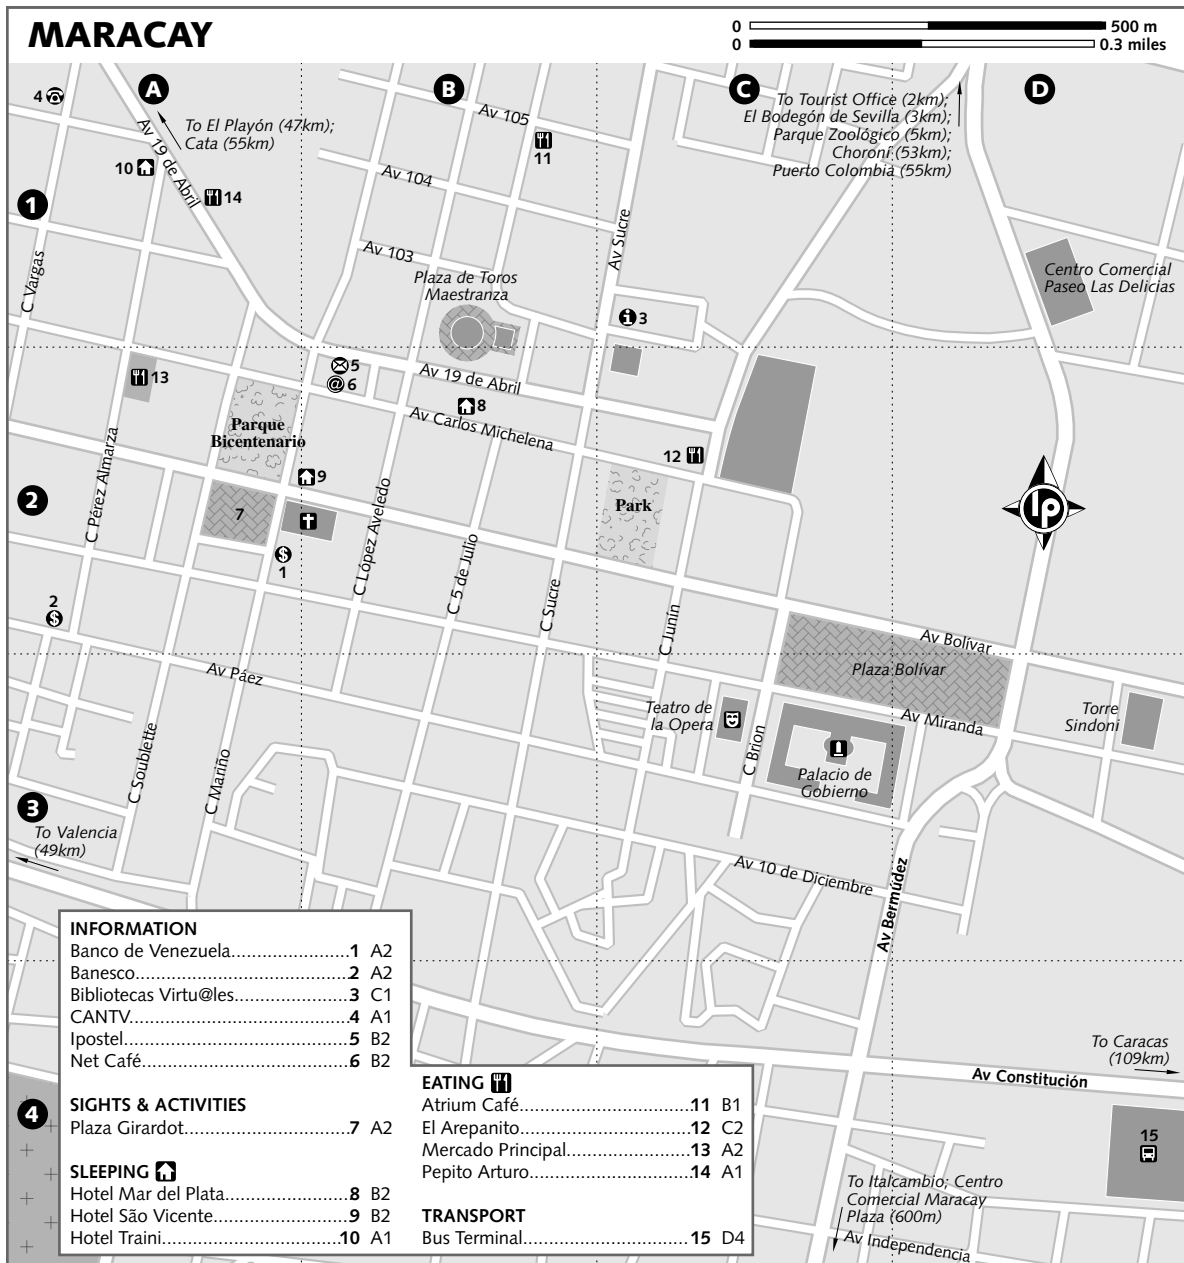 MARACAY
0 500 m
0 0.3 miles
A
B
C
D
1
2
3
4
4
To El Playón (47km);
Cata (55km)
Av 19 de Abril
10
14
Av 105
11
Av 104
Av 103
Av Sucre
To Tourist Office (2km);
El Bodegón de Sevilla (3km);
Parque Zoológico (5km);
Choroní (53km);
Puerto Colombia (55km)
C Vargas
Plaza de Toros
Maestranza
3
Centro Comercial
Paseo Las Delicias
13
5
@ 6
Av 19 de Abril
8
Av Carlos Michelena
Parque
Bicentenario
12
9
C Pérez Almarza
7
C López Aveledo
Park
lp
$
1
C 5 de Julio
C Sucre
C Junín
2
$
Av Páez
Av Bolívar
Plaza Bolívar
Teatro de
la Opera
Av Miranda
Torre
Sindoni
C Soublette
C Mariño
C Brion
Palacio de
Gobierno
To Valencia
(49km)
Av 10 de Diciembre
Av Bermúdez
To Caracas
(109km)
Av Constitución
15
To Italcambio; Centro
Comercial Maracay
Plaza (600m)
Av Independencia
INFORMATION
Banco de Venezuela 1 A2
Banesco 2 A2
Bibliotecas Virtu@les 3 C1
CANTV 4 A1
Ipostel 5 B2
Net Café 6 B2
SIGHTS & ACTIVITIES
Plaza Girardot 7 A2
SLEEPING
Hotel Mar del Plata 8 B2
Hotel São Vicente 9 B2
Hotel Traini 10 A1
EATING
Atrium Café 11 B1
El Arepanito 12 C2
Mercado Principal 13 A2
Pepito Arturo 14 A1
TRANSPORT
Bus Terminal 15 D4